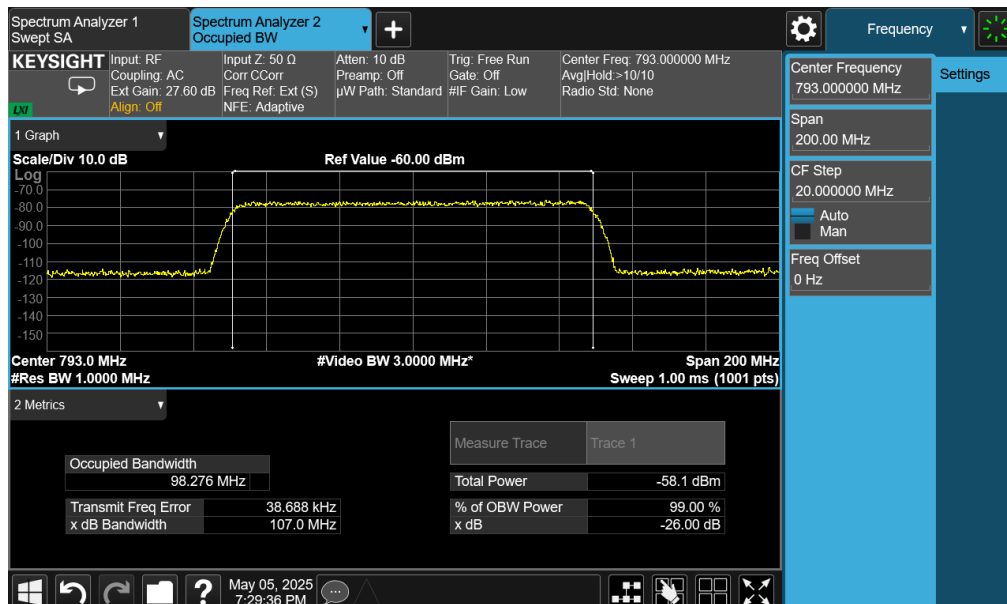 Spectrum Analyzer 1
Swept SA
Spectrum Analyzer 2
Occupied BW
Frequency
KEYSIGHT
LXI
Input: RF
Coupling: AC
Ext Gain: 27.60 dB
Align: Off
Input Z: 50 Ω
Corr CCorr
Freq Ref: Ext (S)
NFE: Adaptive
Atten: 10 dB
Preamp: Off
µW Path: Standard
Trig: Free Run
Gate: Off
#IF Gain: Low
Center Freq: 793.000000 MHz
Avg|Hold:>10/10
Radio Std: None
Center Frequency
793.000000 MHz
Settings
Span
200.00 MHz
CF Step
20.000000 MHz
Auto
Man
Freq Offset
0 Hz
1 Graph
Scale/Div 10.0 dB
Ref Value -60.00 dBm
Log
-70.0
-80.0
-90.0
-100
-110
-120
-130
-140
-150
Center 793.0 MHz
#Video BW 3.0000 MHz*
Span 200 MHz
#Res BW 1.0000 MHz
Sweep 1.00 ms (1001 pts)
2 Metrics
Measure Trace
Trace 1
Occupied Bandwidth
98.276 MHz
Total Power
-58.1 dBm
Transmit Freq Error
38.688 kHz
% of OBW Power
99.00 %
x dB Bandwidth
107.0 MHz
x dB
-26.00 dB
?
May 05, 2025
7:29:36 PM